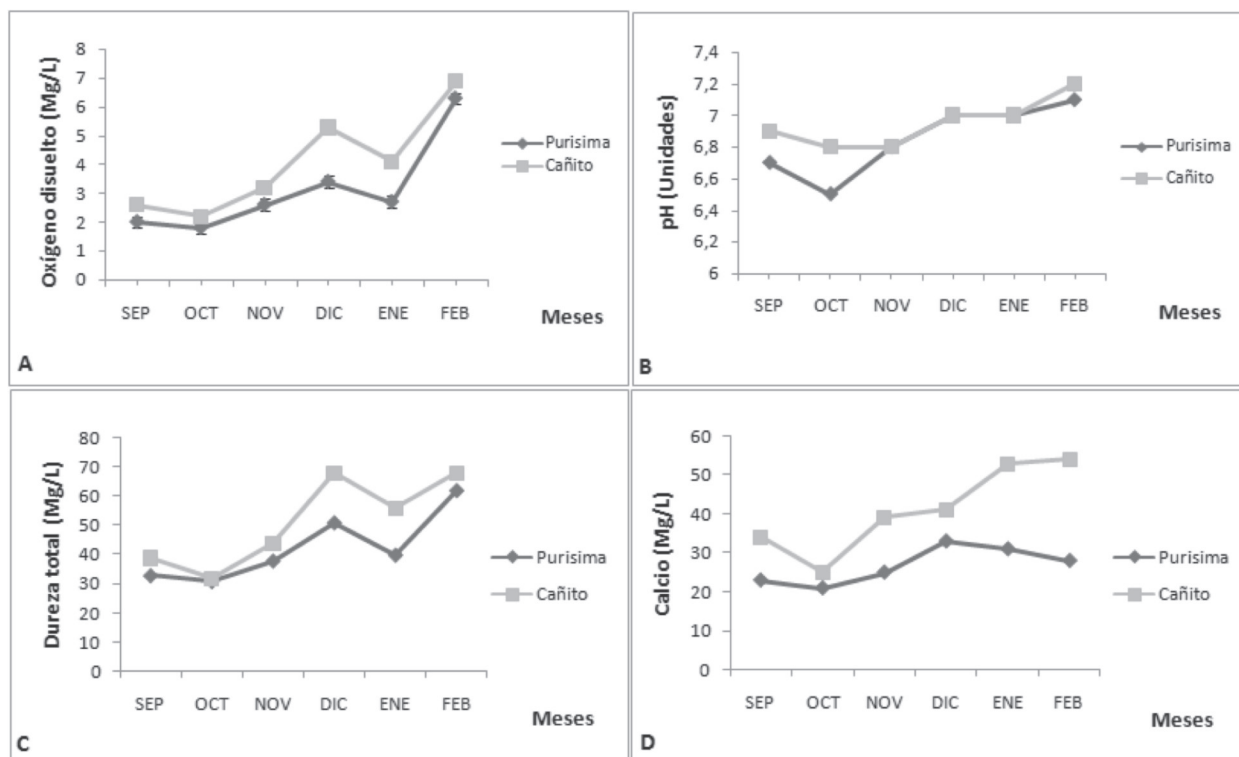 Oxígeno disuelto (Mg/L)
8
7
6
5
4
3
2
1
0
SEP OCT NOV DIC ENE FEB
Meses
Purisima
Cañito
A
pH (Unidades)
7,4
7,2
7
6,8
6,6
6,4
6,2
6
SEP OCT NOV DIC ENE FEB
Meses
Purisima
Cañito
B
Dureza total (Mg/L)
80
70
60
50
40
30
20
10
0
SEP OCT NOV DIC ENE FEB
Meses
Purisima
Cañito
C
Calcio (Mg/L)
60
50
40
30
20
10
0
SEP OCT NOV DIC ENE FEB
Meses
Purisima
Cañito
D